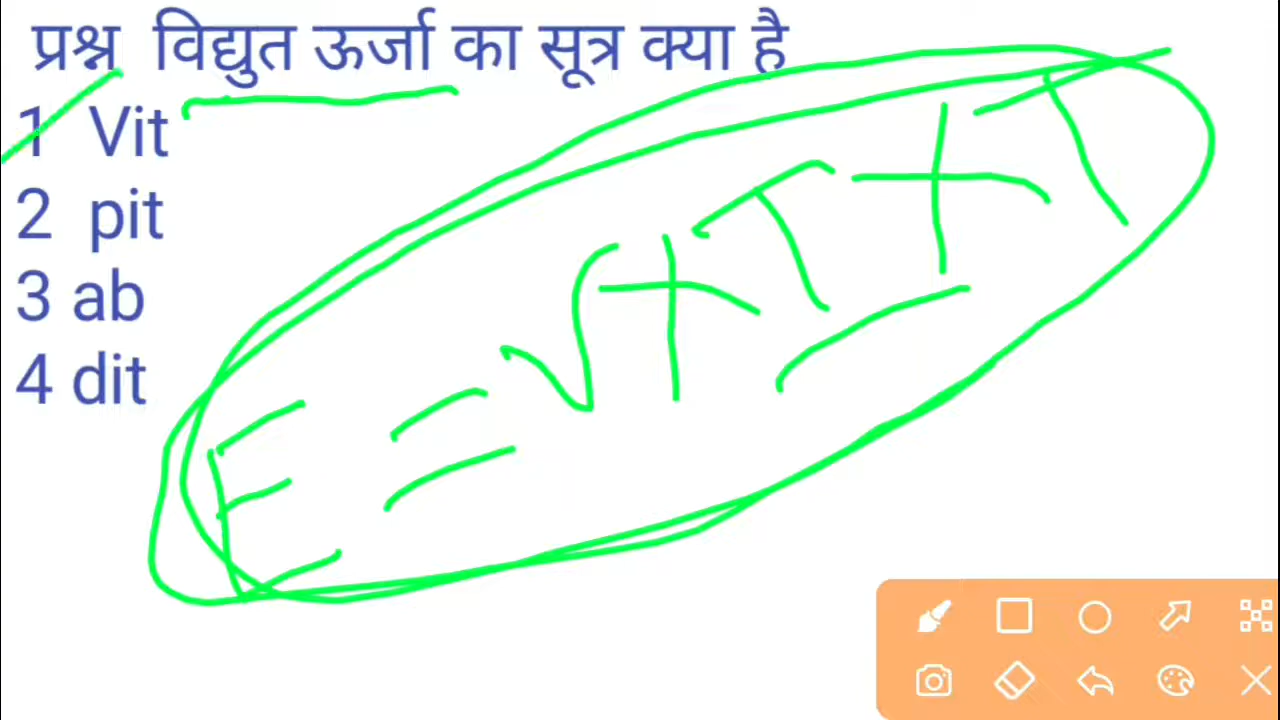 प्रश्न विद्युत ऊर्जा का सूत्र क्या है
1 Vit
2 pit
3 ab
4 dit
E = V+I+T